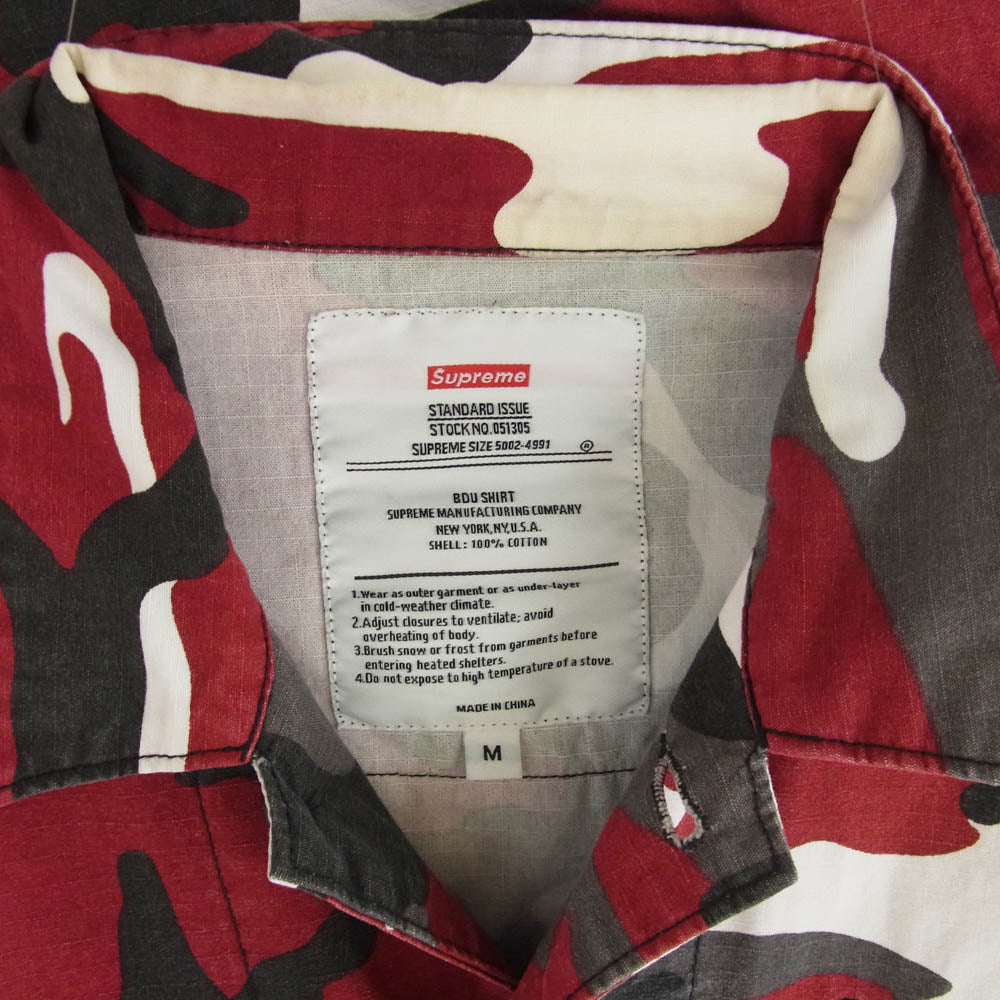 Supreme
STANDARD ISSUE
STOCK NO. 051305
SUPREME SIZE 5002-4991 ®
BDU SHIRT
SUPREME MANUFACTURING COMPANY
NEW YORK, NY, U.S.A.
SHELL: 100% COTTON
1.Wear as outer garment or as under-layer
in cold-weather climate.
2.Adjust closures to ventilate; avoid
overheating of body.
3.Brush snow or frost from garments before
entering heated shelters.
4.Do not expose to high temperature of a stove.
MADE IN CHINA
M